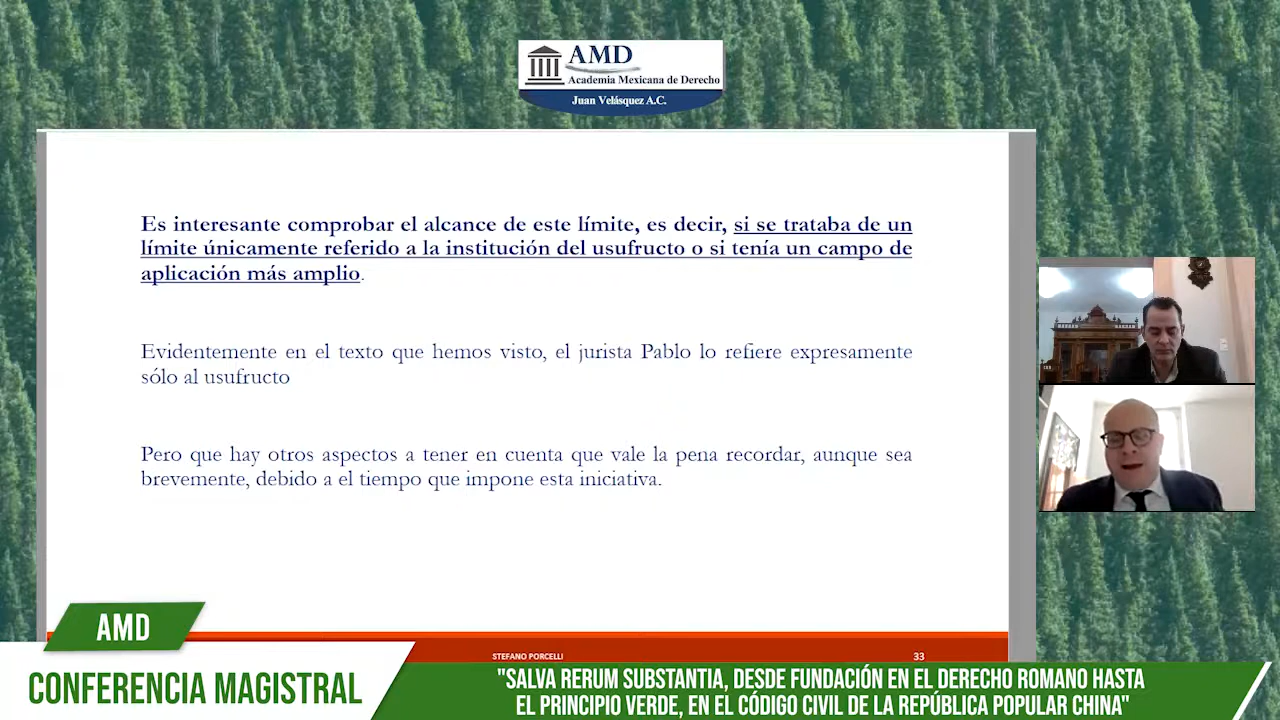 AMD
Academia Mexicana de Derecho
Juan Velásquez A.C.
Es interesante comprobar el alcance de este límite, es decir, si se trataba de un
límite únicamente referido a la institución del usufructo o si tenía un campo de
aplicación más amplio.
Evidentemente en el texto que hemos visto, el jurista Pablo lo refiere expresamente
sólo al usufructo
Pero que hay otros aspectos a tener en cuenta que vale la pena recordar, aunque sea
brevemente, debido a el tiempo que impone esta iniciativa.
STEFANO PORCELLI
33
AMD
CONFERENCIA MAGISTRAL
"SALVA RERUM SUBSTANTIA, DESDE FUNDACIÓN EN EL DERECHO ROMANO HASTA
EL PRINCIPIO VERDE, EN EL CÓDIGO CIVIL DE LA REPÚBLICA POPULAR CHINA"